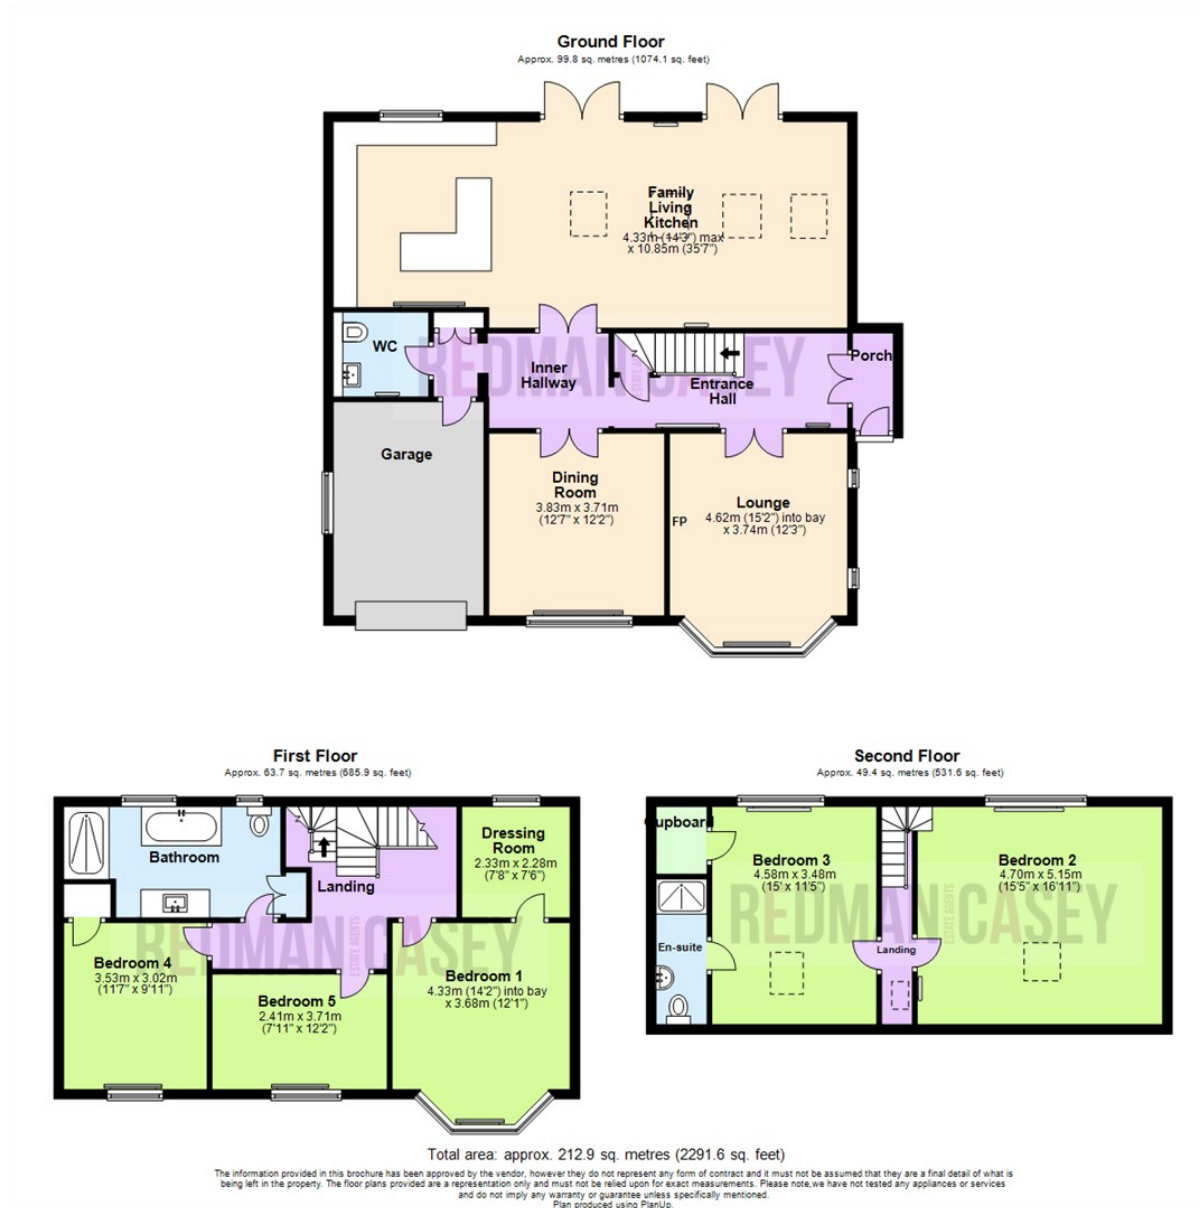 Ground Floor
Approx. 99.8 sq. metres (1074.1 sq. feet)
Family
Living
Kitchen
4.33m (14'3") max
x 10.85m (35'7")
WC
Inner
Hallway
Entrance
Hall
Porch
REDMAN CASEY
ESTATE AGENTS
Garage
Dining
Room
3.83m x 3.71m
(12'7" x 12'2")
FP
Lounge
4.62m (15'2") into bay
x 3.74m (12'3")
First Floor
Approx. 63.7 sq. metres (685.9 sq. feet)
Bathroom
Landing
Dressing
Room
2.33m x 2.28m
(7'8" x 7'6")
REDMAN CASEY
ESTATE AGENTS
Bedroom 4
3.53m x 3.02m
(11'7" x 9'11")
Bedroom 5
2.41m x 3.71m
(7'11" x 12'2")
Bedroom 1
4.33m (14'2") into bay
x 3.68m (12'1")
Second Floor
Approx. 49.4 sq. metres (531.6 sq. feet)
Cupboard
Bedroom 3
4.58m x 3.48m
(15' x 11'5")
Bedroom 2
4.70m x 5.15m
(15'5" x 16'11")
REDMAN CASEY
ESTATE AGENTS
En-suite
Landing
Total area: approx. 212.9 sq. metres (2291.6 sq. feet)
The information provided in this brochure has been approved by the vendor, however they do not represent any form of contract and it must not be assumed that they are a final detail of what is
being left in the property. The floor plans provided are a representation only and must not be relied upon for exact measurements. Please note, we have not tested any appliances or services
and do not imply any warranty or guarantee unless specifically mentioned.
Plan produced using PlanUp.